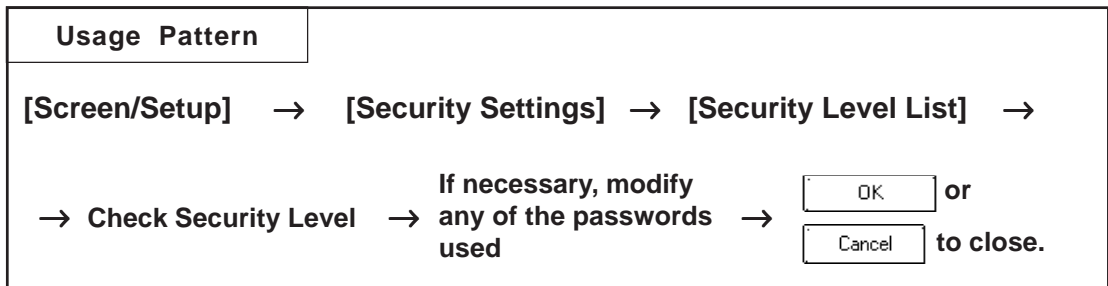 Usage Pattern
[Screen/Setup] → [Security Settings] → [Security Level List] →
→ Check Security Level → If necessary, modify
any of the passwords
used → OK or
Cancel to close.